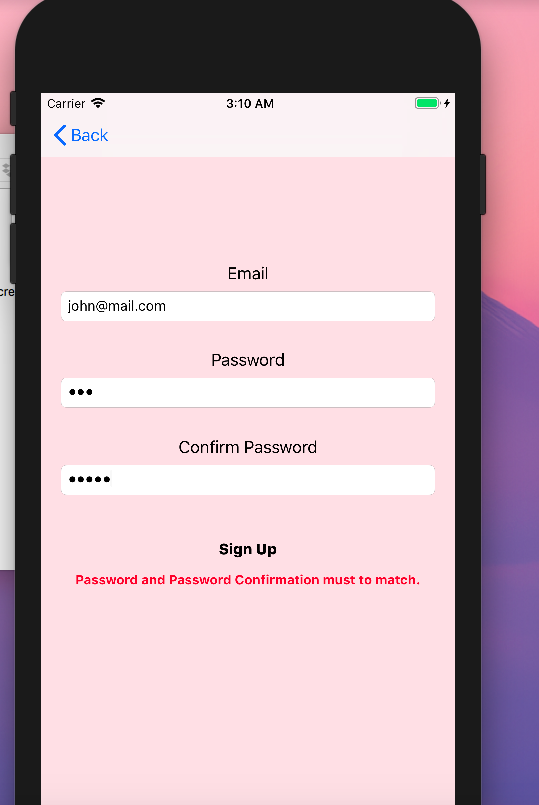 Carrier 3:10 AM
Back
cre
Email
john@mail.com
Password
•••
Confirm Password
•••••
Sign Up
Password and Password Confirmation must to match.